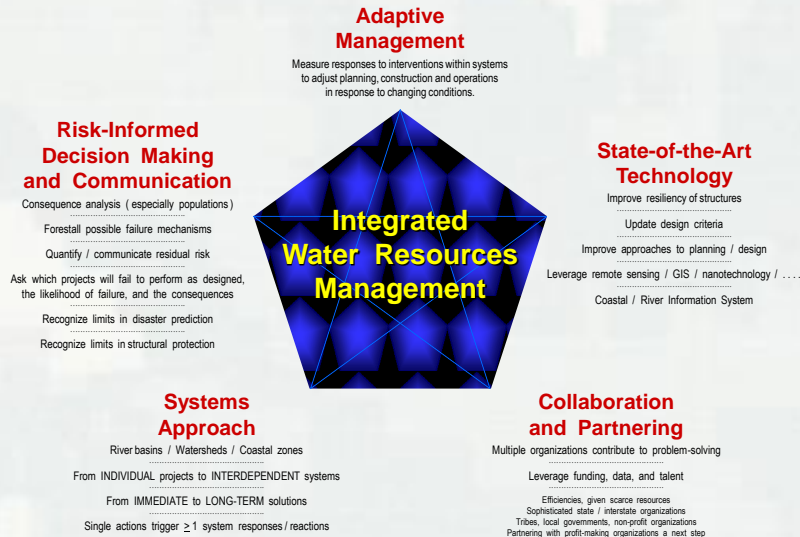 Adaptive
Management
Measure responses to interventions within systems
to adjust planning, construction and operations
in response to changing conditions.
Risk-Informed
Decision Making
and Communication
Consequence analysis ( especially populations )
Forestall possible failure mechanisms
Quantify / communicate residual risk
Ask which projects will fail to perform as designed,
the likelihood of failure, and the consequences
Recognize limits in disaster prediction
Recognize limits in structural protection
Integrated
Water Resources
Management
State-of-the-Art
Technology
Improve resiliency of structures
Update design criteria
Improve approaches to planning / design
Leverage remote sensing / GIS / nanotechnology / . . . .
Coastal / River Information System
Systems
Approach
River basins / Watersheds / Coastal zones
From INDIVIDUAL projects to INTERDEPENDENT systems
From IMMEDIATE to LONG-TERM solutions
Single actions trigger ≥ 1 system responses / reactions
Collaboration
and Partnering
Multiple organizations contribute to problem-solving
Leverage funding, data, and talent
Efficiencies, given scarce resources
Sophisticated state / interstate organizations
Tribes, local governments, non-profit organizations
Partnering with profit-making organizations a next step